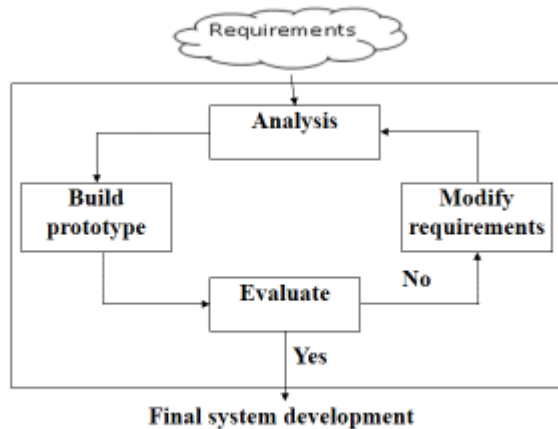 Requirements
Analysis
Build
prototype
Modify
requirements
Evaluate
No
Yes
Final system development